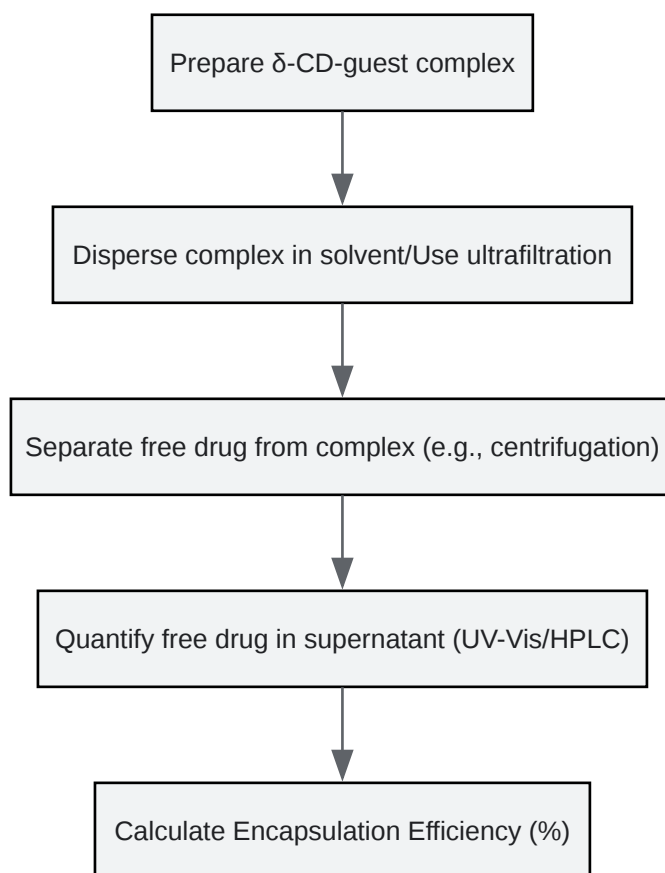 Prepare δ-CD-guest complex
Disperse complex in solvent/Use ultrafiltration
Separate free drug from complex (e.g., centrifugation)
Quantify free drug in supernatant (UV-Vis/HPLC)
Calculate Encapsulation Efficiency (%)